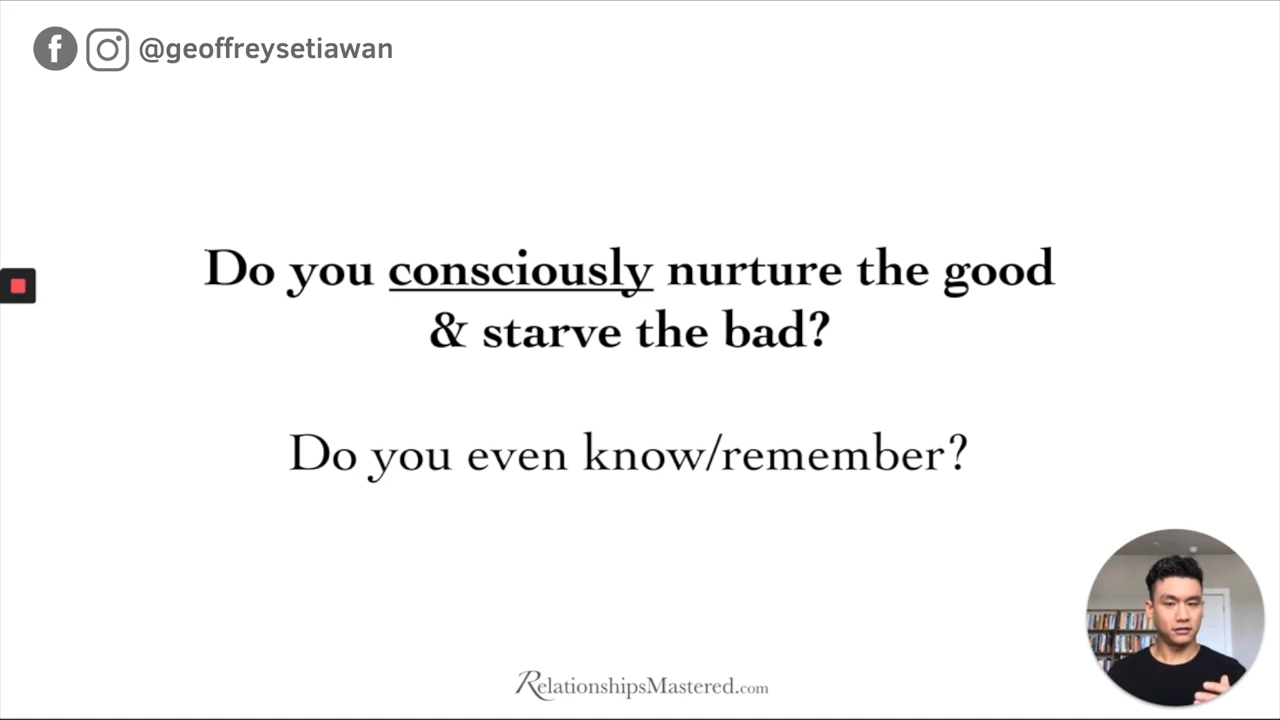 @geoffreysetiawan
Do you consciously nurture the good
& starve the bad?
Do you even know/remember?
RelationshipsMastered.com